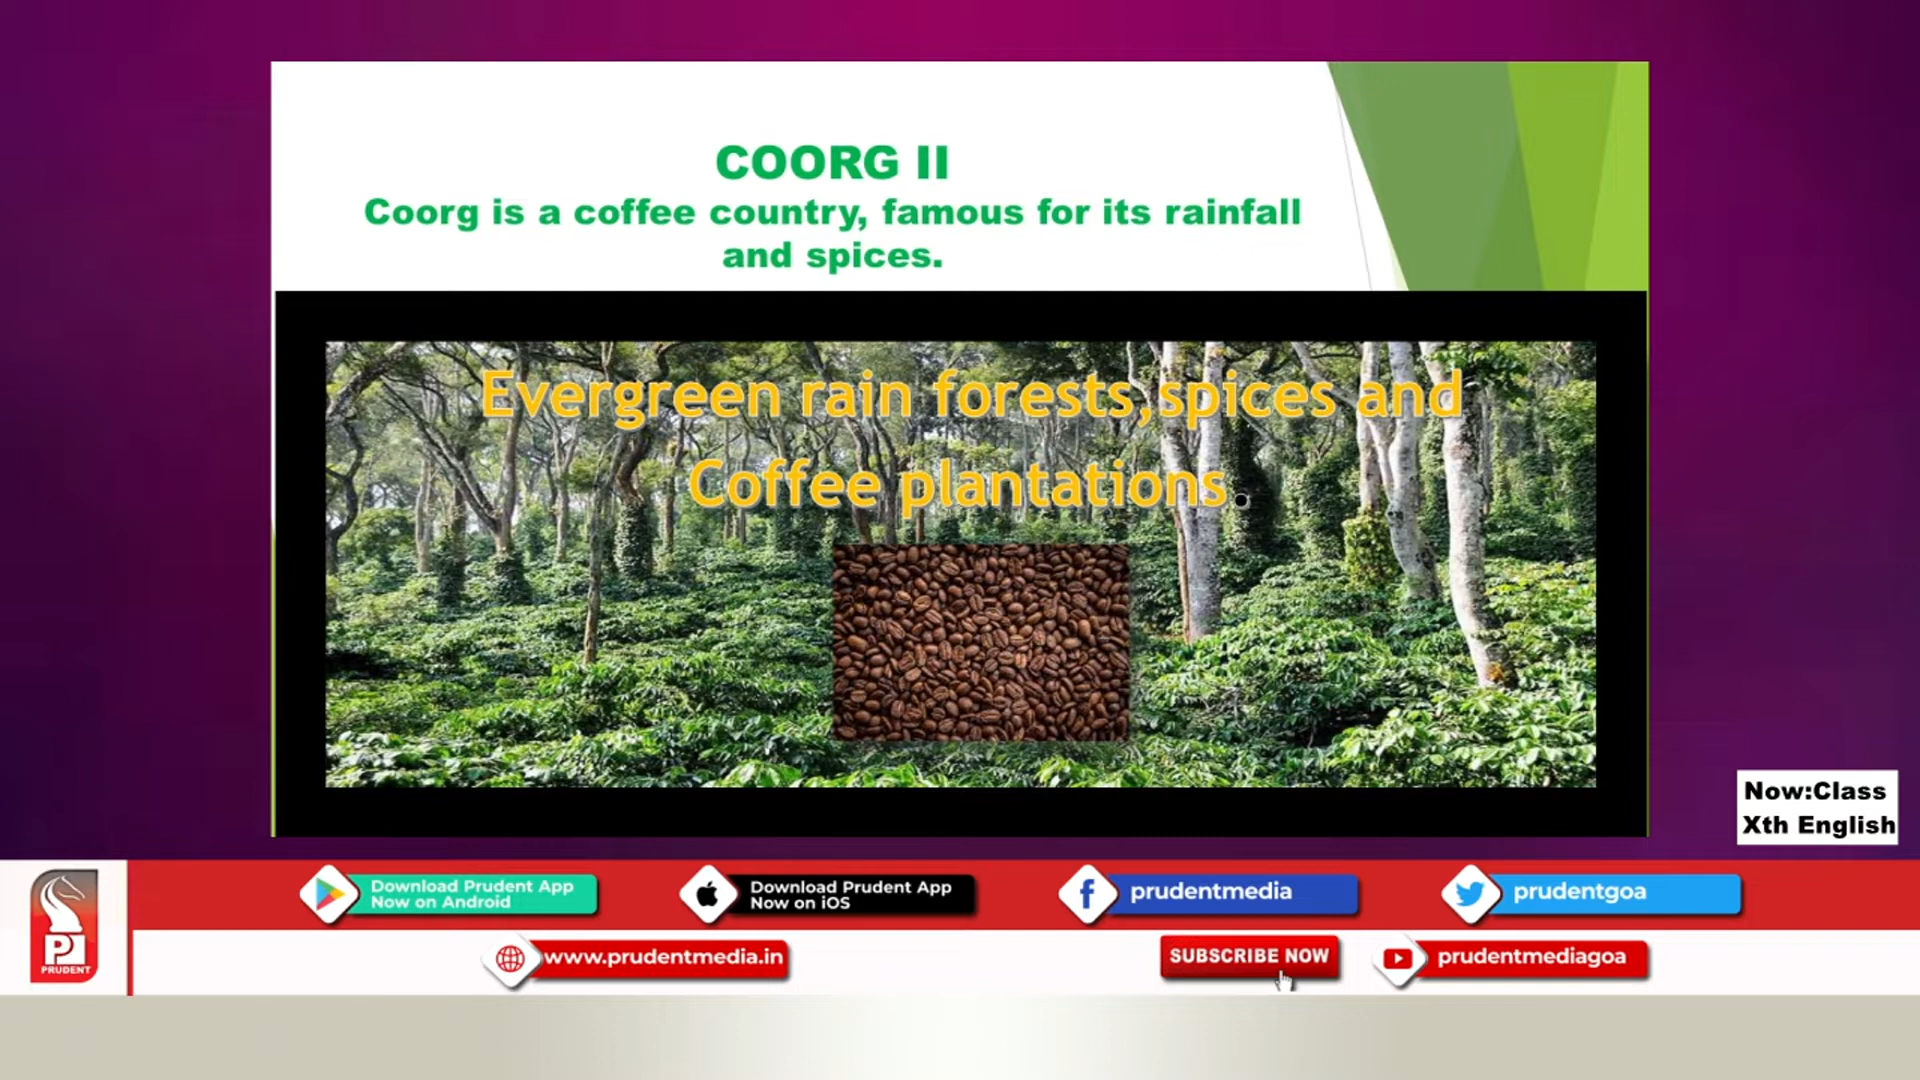 COORG II
Coorg is a coffee country, famous for its rainfall
and spices.
Evergreen rain forests,spices and
Coffee plantations.
Now:Class
Xth English
Download Prudent App
Now on Android
Download Prudent App
Now on iOS
prudentmedia
prudentgoa
PRUDENT
www.prudentmedia.in
SUBSCRIBE NOW
prudentmediagoa